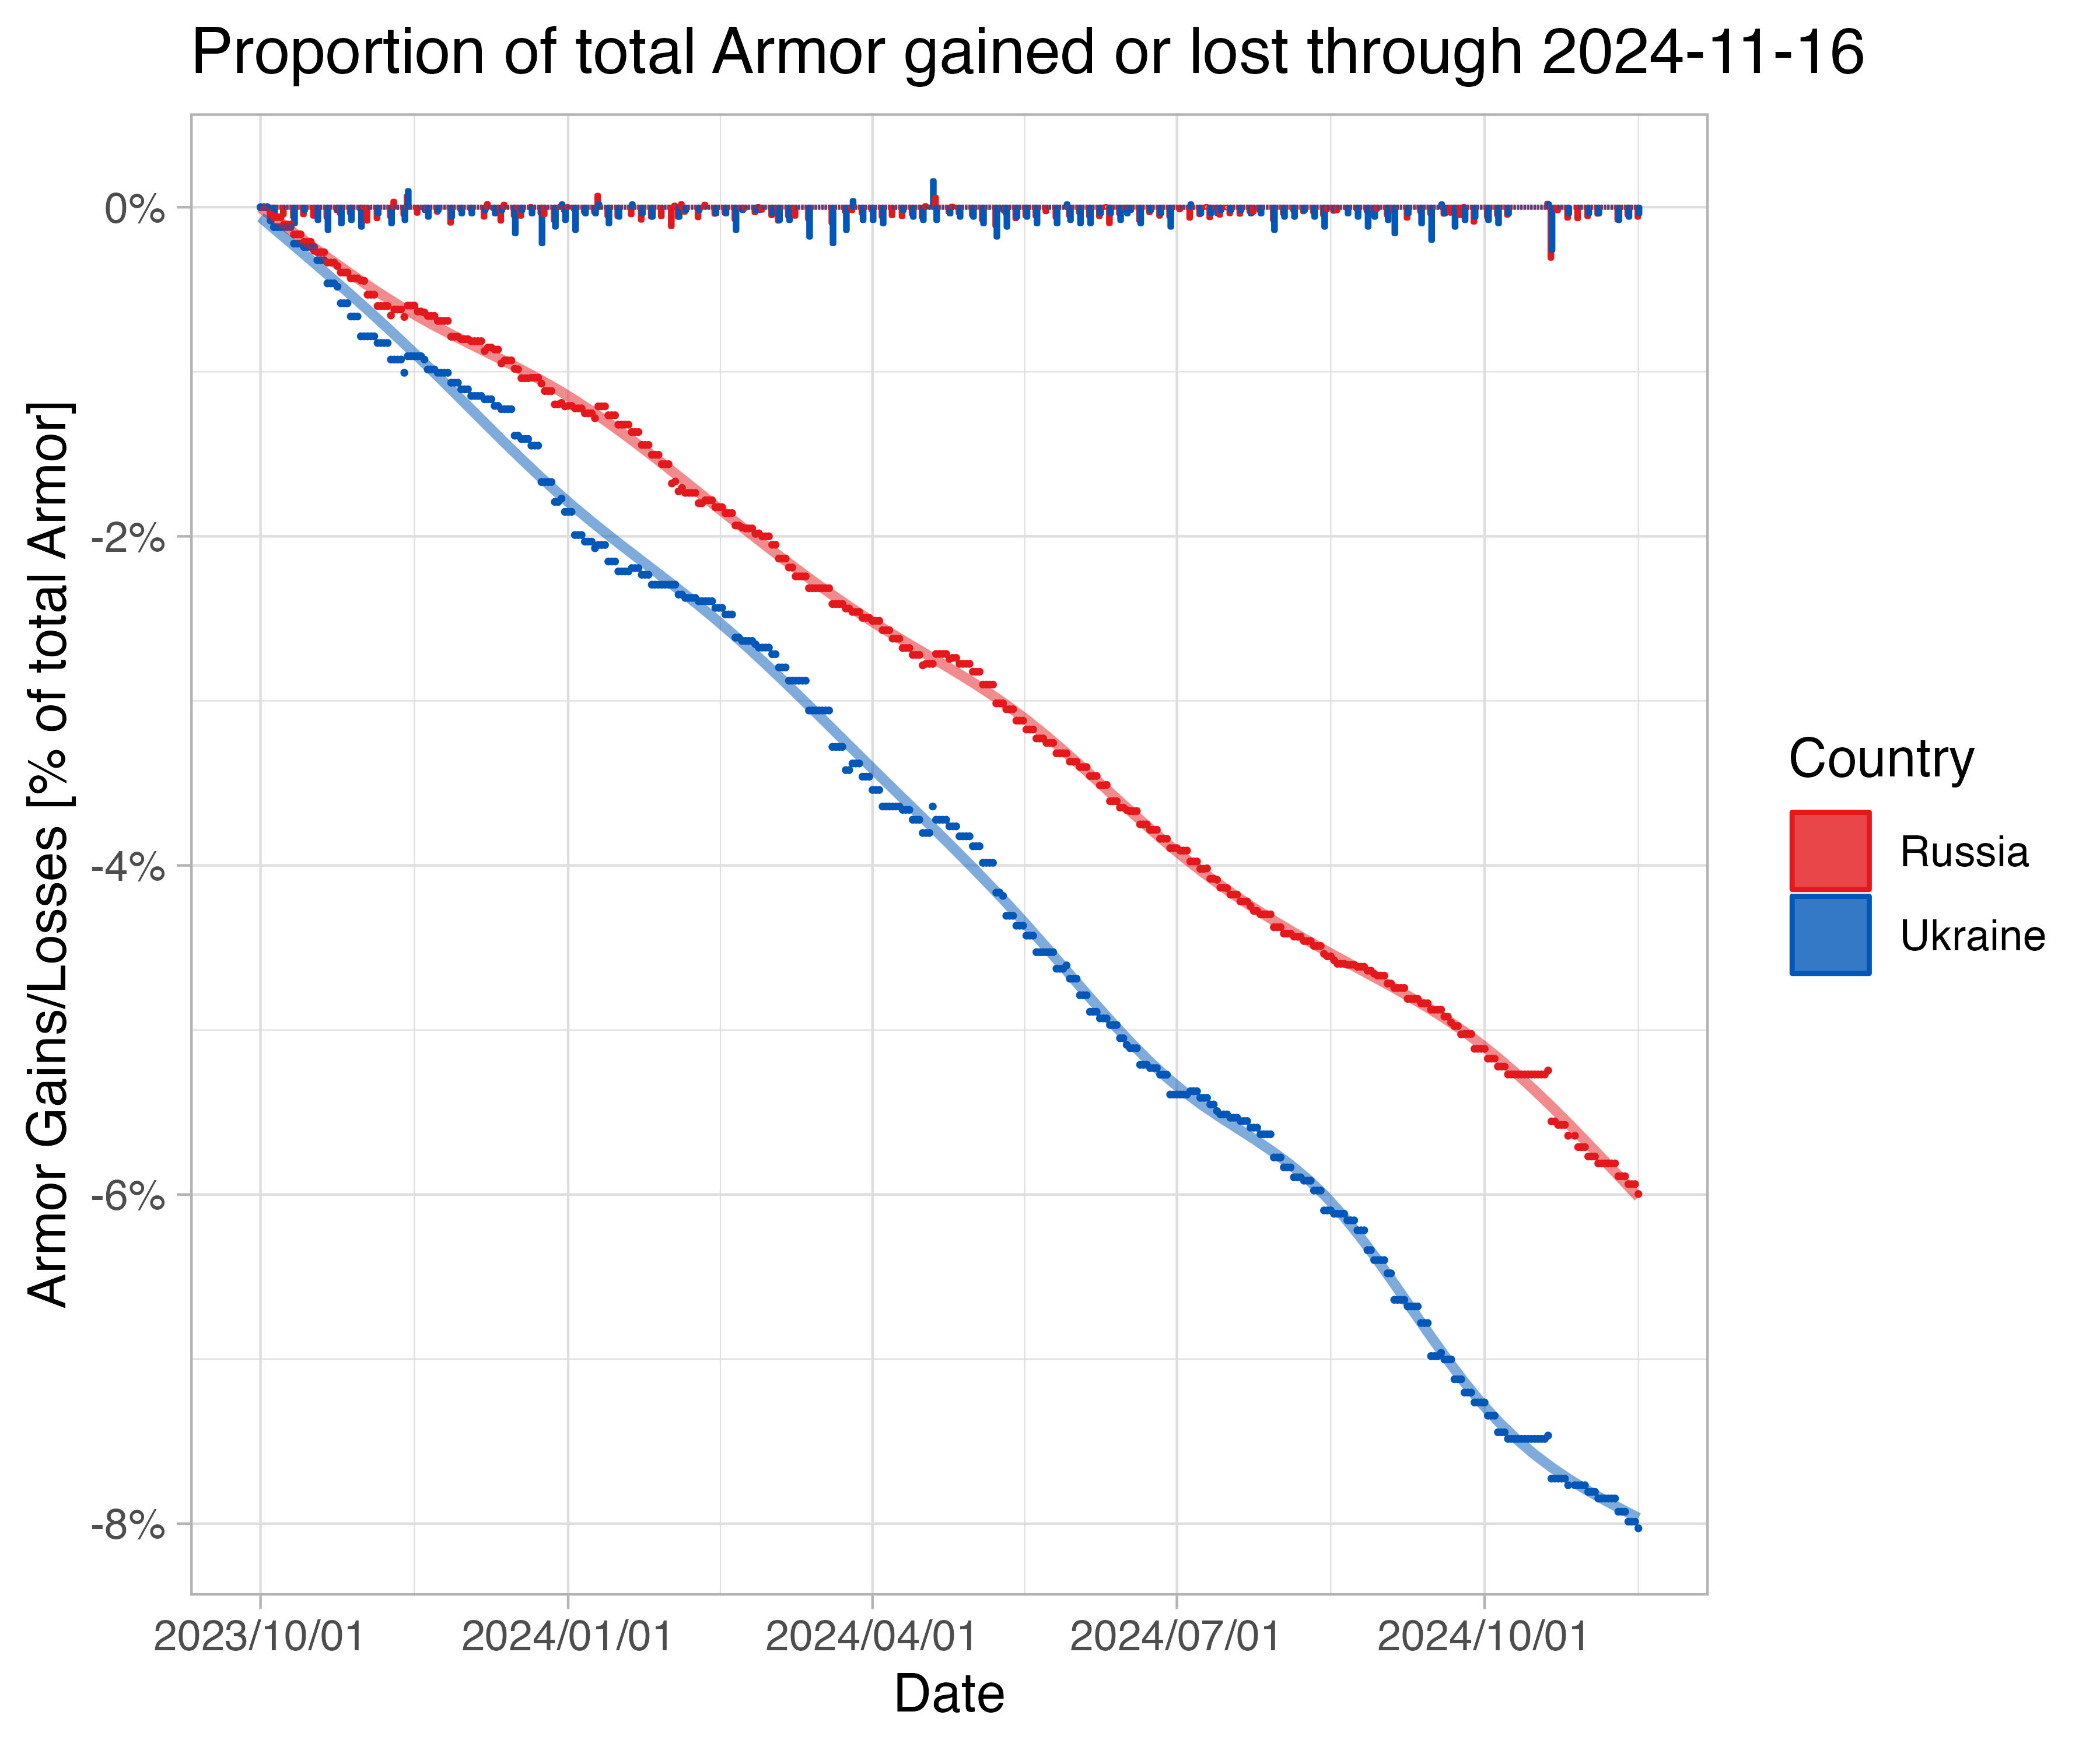 Proportion of total Armor gained or lost through 2024-11-16
Armor Gains/Losses [% of total Armor]
0%
-2%
-4%
-6%
-8%
2023/10/01
2024/01/01
2024/04/01
2024/07/01
2024/10/01
Date
Country
Russia
Ukraine